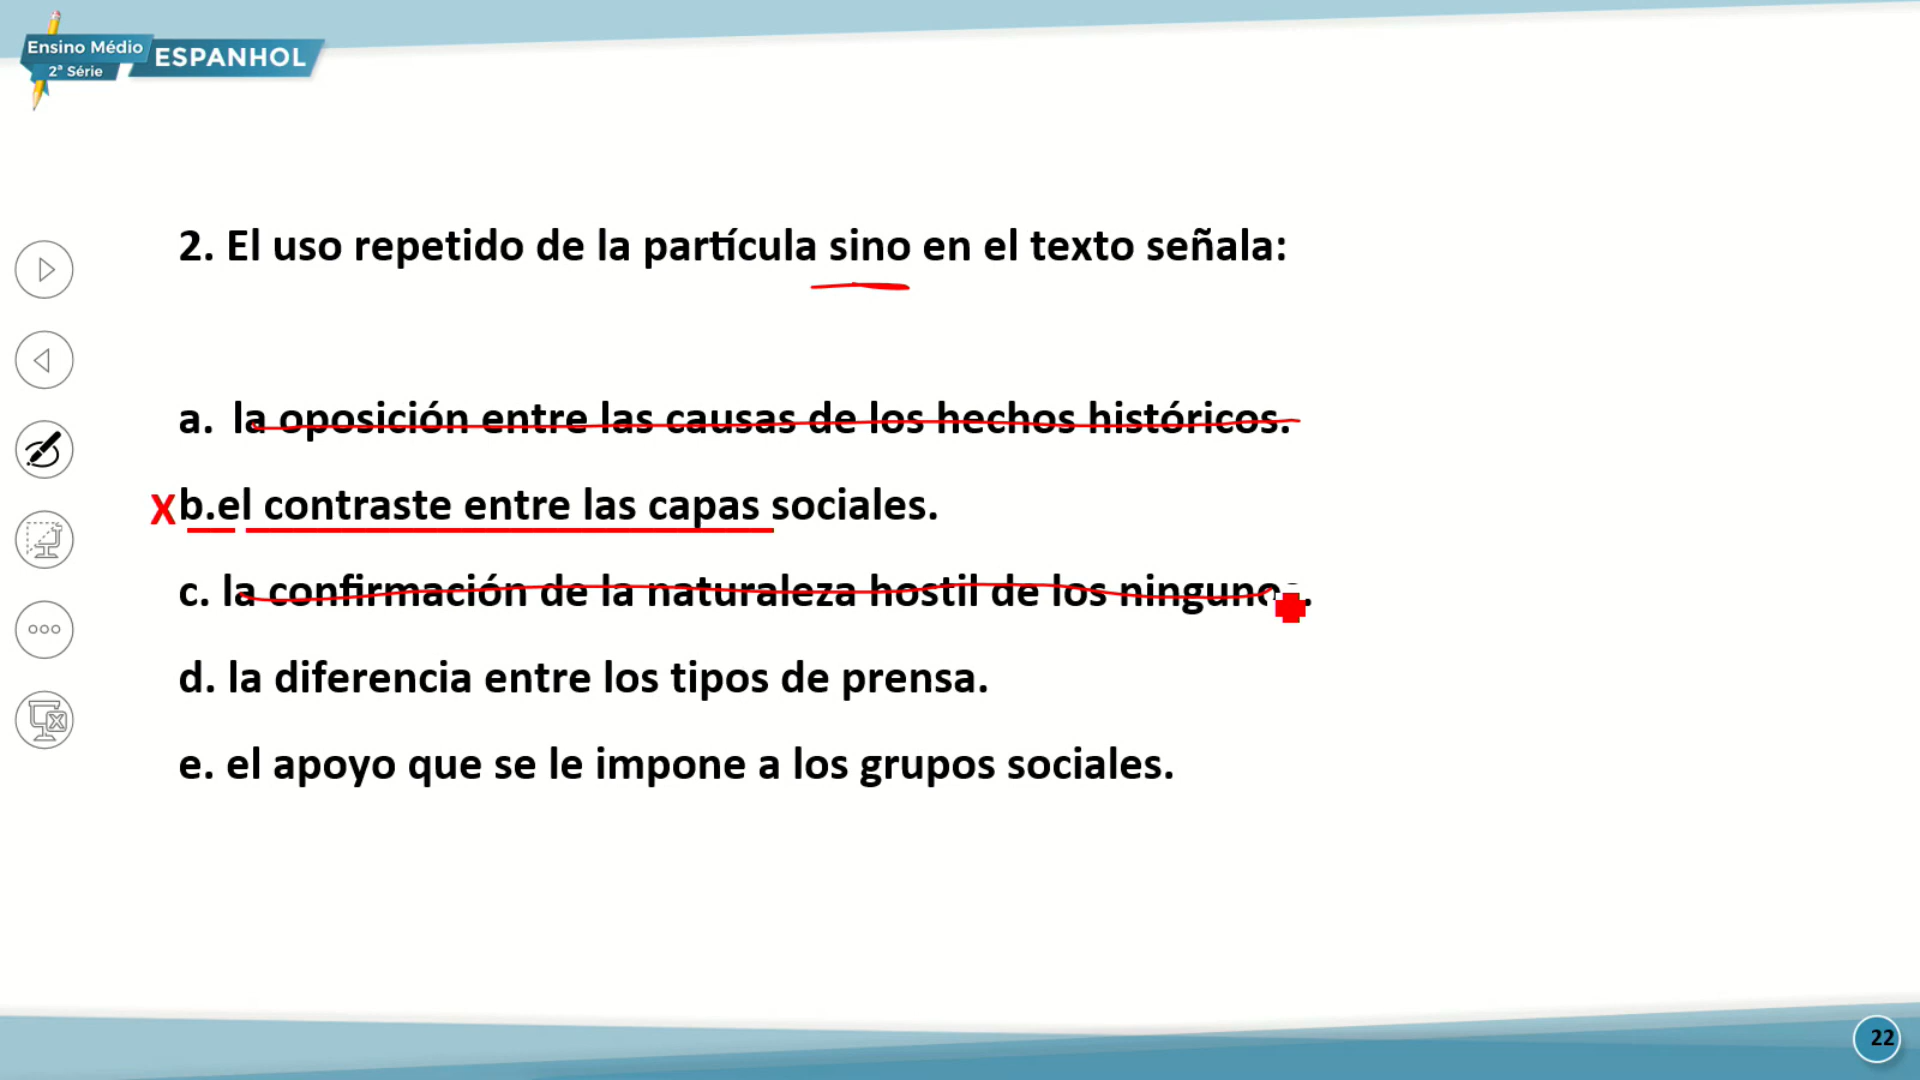 Ensino Médio
2ª Série
ESPANHOL
2. El uso repetido de la partícula sino en el texto señala:
a. la oposición entre las causas de los hechos históricos.
X b.el contraste entre las capas sociales.
c. la confirmación de la naturaleza hostil de los ningunos.
d. la diferencia entre los tipos de prensa.
e. el apoyo que se le impone a los grupos sociales.
22